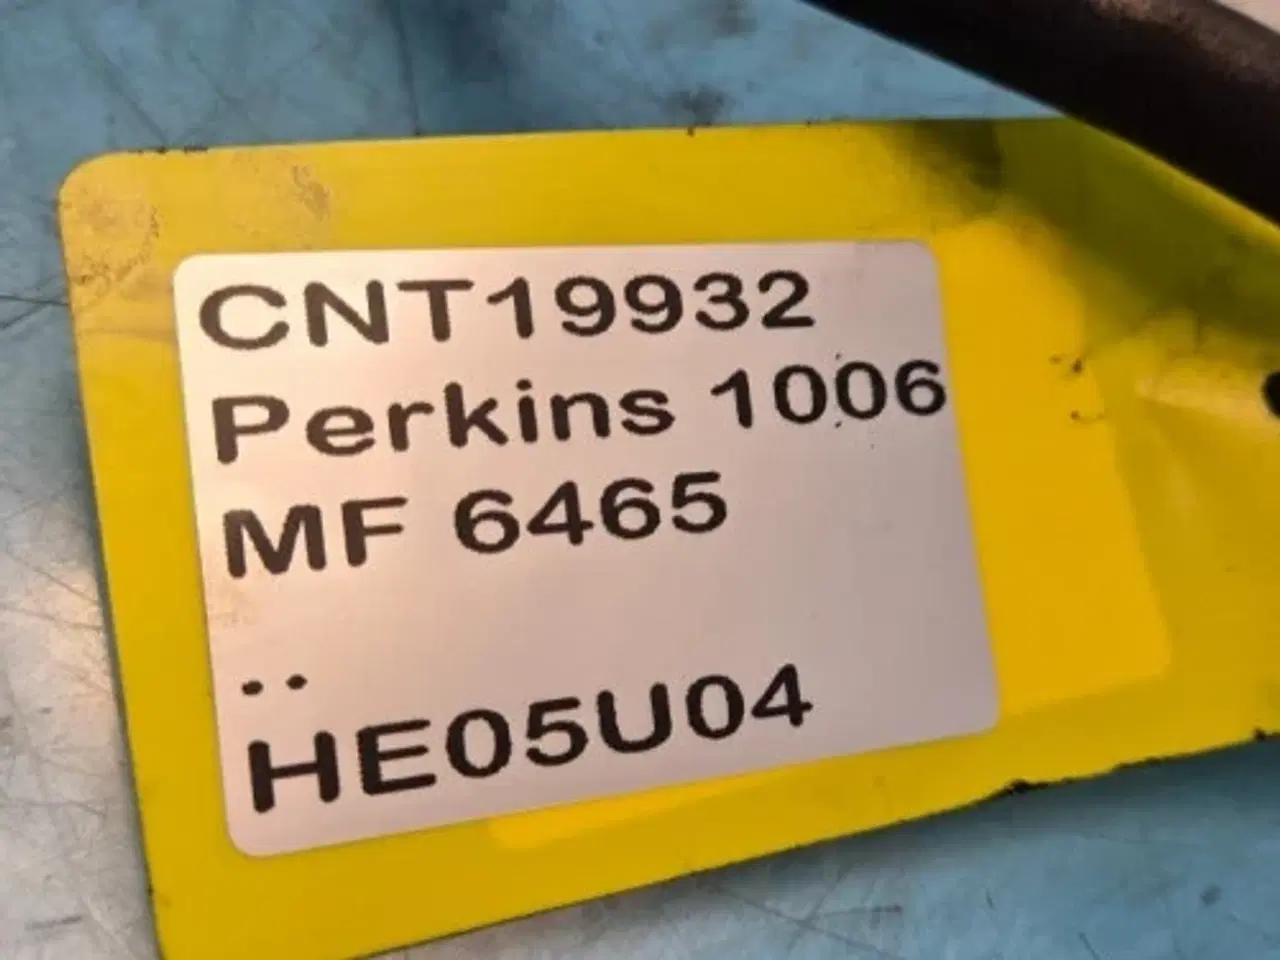 CNT19932
Perkins 1006
MF 6465
..
HE05U04